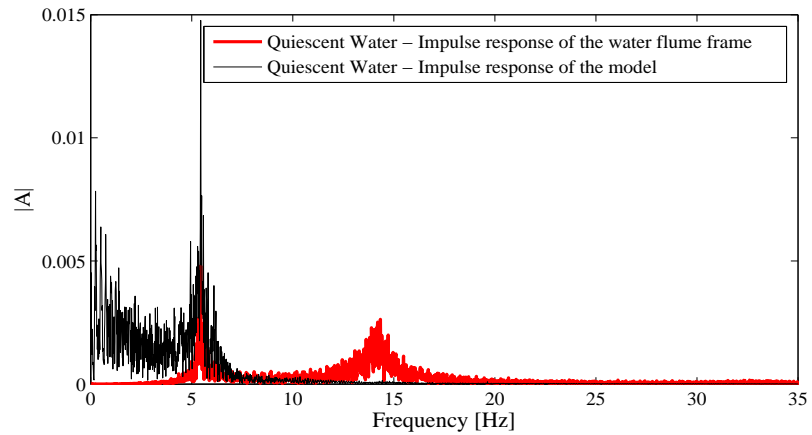 0.015
Quiescent Water – Impulse response of the water flume frame
Quiescent Water – Impulse response of the model
0.01
|A|
0.005
0
0 5 10 15 20 25 30 35
Frequency [Hz]